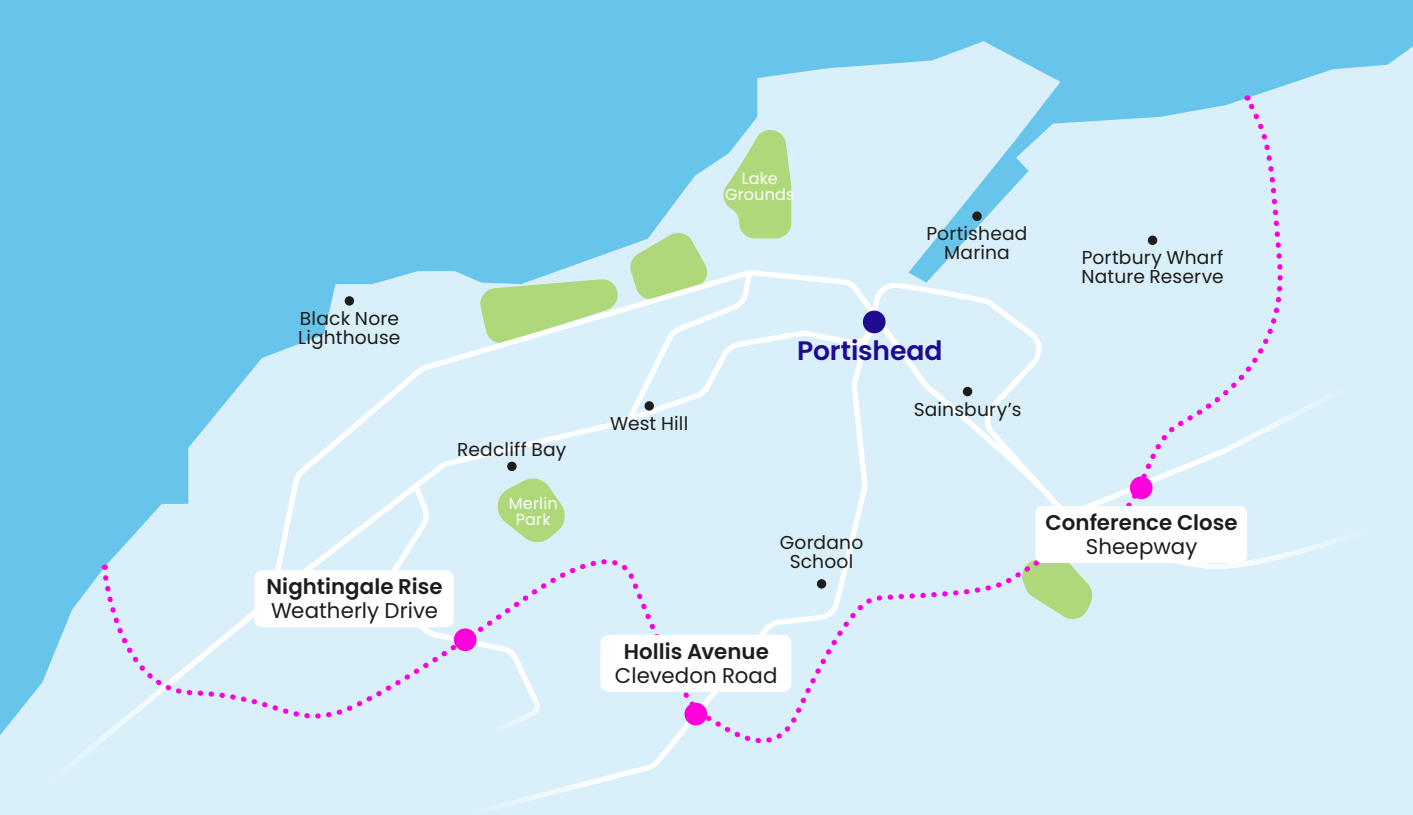 Lake
Grounds
Portishead
Marina
Portbury Wharf
Nature Reserve
Black Nore
Lighthouse
Portishead
Sainsbury’s
West Hill
Redcliff Bay
Merlin
Park
Conference Close
Sheepway
Gordano
School
Nightingale Rise
Weatherly Drive
Hollis Avenue
Clevedon Road